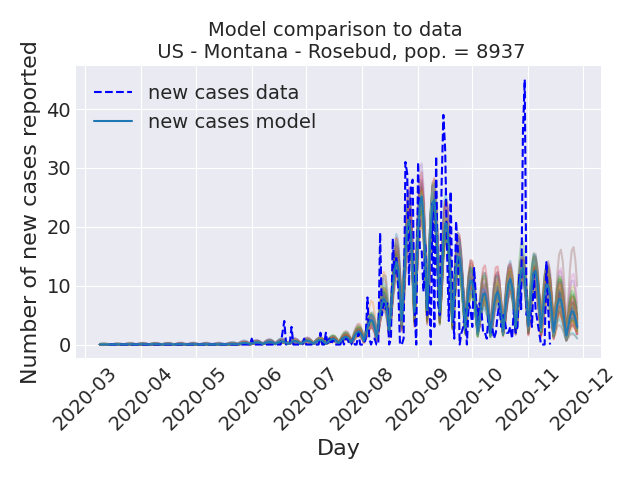 Model comparison to data
US - Montana - Rosebud, pop. = 8937
Number of new cases reported
new cases data
new cases model
40
30
20
10
0
2020-03
2020-04
2020-05
2020-06
2020-07
2020-08
2020-09
2020-10
2020-11
2020-12
Day